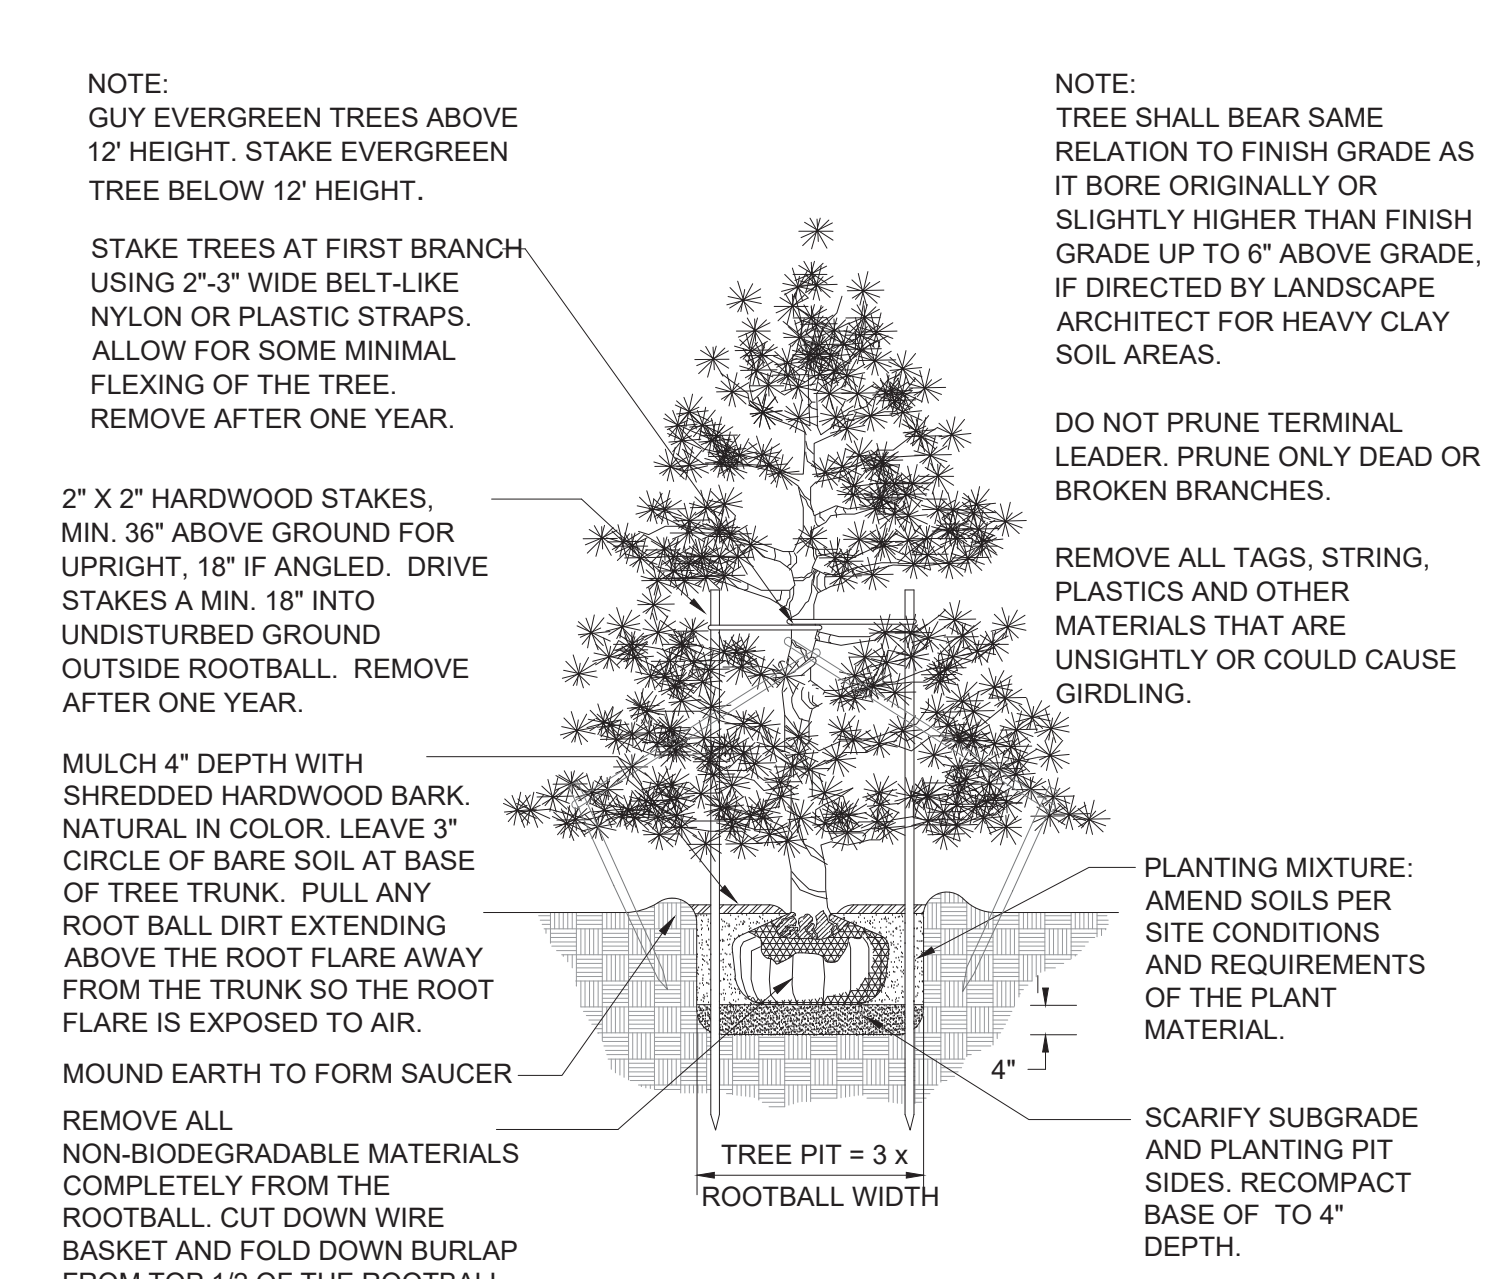 NOTE:
GUY EVERGREEN TREES ABOVE
12' HEIGHT. STAKE EVERGREEN
TREE BELOW 12' HEIGHT.
STAKE TREES AT FIRST BRANCH
USING 2"-3" WIDE BELT-LIKE
NYLON OR PLASTIC STRAPS.
ALLOW FOR SOME MINIMAL
FLEXING OF THE TREE.
REMOVE AFTER ONE YEAR.
2" X 2" HARDWOOD STAKES,
MIN. 36" ABOVE GROUND FOR
UPRIGHT, 18" IF ANGLED. DRIVE
STAKES A MIN. 18" INTO
UNDISTURBED GROUND
OUTSIDE ROOTBALL. REMOVE
AFTER ONE YEAR.
MULCH 4" DEPTH WITH
SHREDDED HARDWOOD BARK.
NATURAL IN COLOR. LEAVE 3"
CIRCLE OF BARE SOIL AT BASE
OF TREE TRUNK. PULL ANY
ROOT BALL DIRT EXTENDING
ABOVE THE ROOT FLARE AWAY
FROM THE TRUNK SO THE ROOT
FLARE IS EXPOSED TO AIR.
MOUND EARTH TO FORM SAUCER
REMOVE ALL
NON-BIODEGRADABLE MATERIALS
COMPLETELY FROM THE
ROOTBALL. CUT DOWN WIRE
BASKET AND FOLD DOWN BURLAP
FROM TOP 1/2 OF THE ROOTBALL
TREE PIT = 3 x
ROOTBALL WIDTH
NOTE:
TREE SHALL BEAR SAME
RELATION TO FINISH GRADE AS
IT BORE ORIGINALLY OR
SLIGHTLY HIGHER THAN FINISH
GRADE UP TO 6" ABOVE GRADE,
IF DIRECTED BY LANDSCAPE
ARCHITECT FOR HEAVY CLAY
SOIL AREAS.
DO NOT PRUNE TERMINAL
LEADER. PRUNE ONLY DEAD OR
BROKEN BRANCHES.
REMOVE ALL TAGS, STRING,
PLASTICS AND OTHER
MATERIALS THAT ARE
UNSIGHTLY OR COULD CAUSE
GIRDLING.
PLANTING MIXTURE:
AMEND SOILS PER
SITE CONDITIONS
AND REQUIREMENTS
OF THE PLANT
MATERIAL.
4"
SCARIFY SUBGRADE
AND PLANTING PIT
SIDES. RECOMPACT
BASE OF TO 4"
DEPTH.